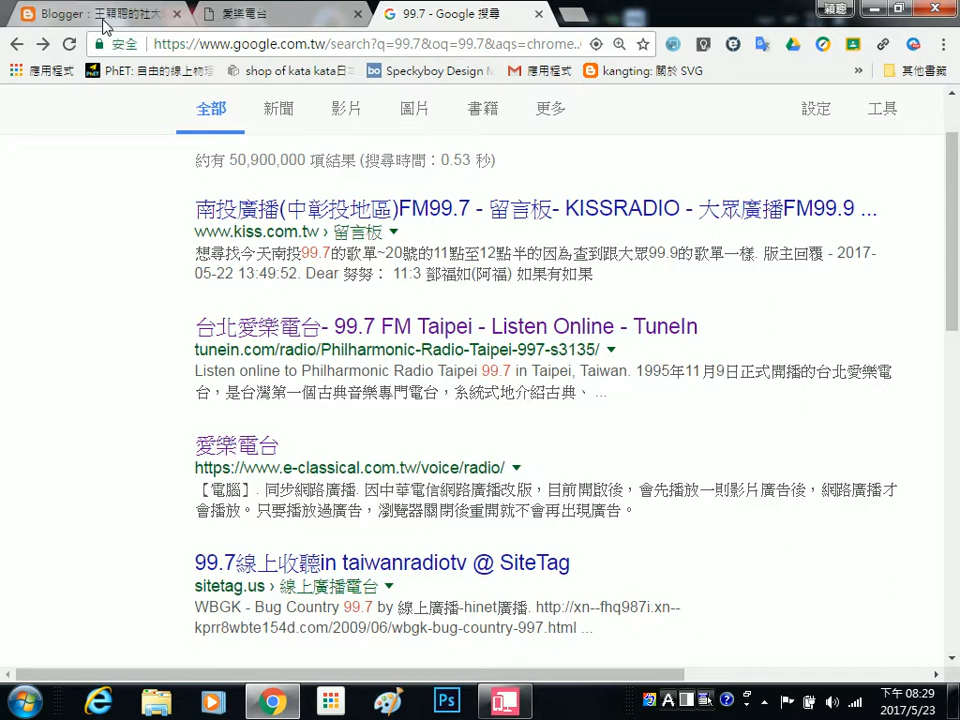 Blogger：王穎聰的社大
愛樂電台
99.7 - Google 搜尋
穎聰
安全
https://www.google.com.tw/search?q=99.7&oq=99.7&aqs=chrome..
應用程式
PhET: 自由的線上物理
shop of kata kata日
Speckyboy Design M
應用程式
kangting: 關於 SVG
»
其他書籤
全部
新聞
影片
圖片
書籍
更多
設定
工具
約有 50,900,000 項結果 (搜尋時間：0.53 秒)
南投廣播(中彰投地區)FM99.7 - 留言板- KISSRADIO - 大眾廣播FM99.9 ...
www.kiss.com.tw › 留言板
想尋找今天南投99.7的歌單~20號的11點至12點半的因為查到跟大眾99.9的歌單一樣. 版主回覆 - 2017-
05-22 13:49:52. Dear 努努： 11:3 鄧福如(阿福) 如果有如果
台北愛樂電台- 99.7 FM Taipei - Listen Online - TuneIn
tunein.com/radio/Philharmonic-Radio-Taipei-997-s3135/
Listen online to Philharmonic Radio Taipei 99.7 in Taipei, Taiwan. 1995年11月9日正式開播的台北愛樂電
台，是台灣第一個古典音樂專門電台，系統式地介紹古典、 ...
愛樂電台
https://www.e-classical.com.tw/voice/radio/
【電腦】. 同步網路廣播. 因中華電信網路廣播改版，目前開啟後，會先播放一則影片廣告後，網路廣播才
會播放。只要播放過廣告，瀏覽器關閉後重開就不會再出現廣告。
99.7線上收聽in taiwanradiotv @ SiteTag
sitetag.us › 線上廣播電台
WBGK - Bug Country 99.7 by 線上廣播-hinet廣播. http://xn--fhq987i.xn--
kprr8wbte154d.com/2009/06/wbgk-bug-country-997.html ...
Ps
A
下午 08:29
2017/5/23